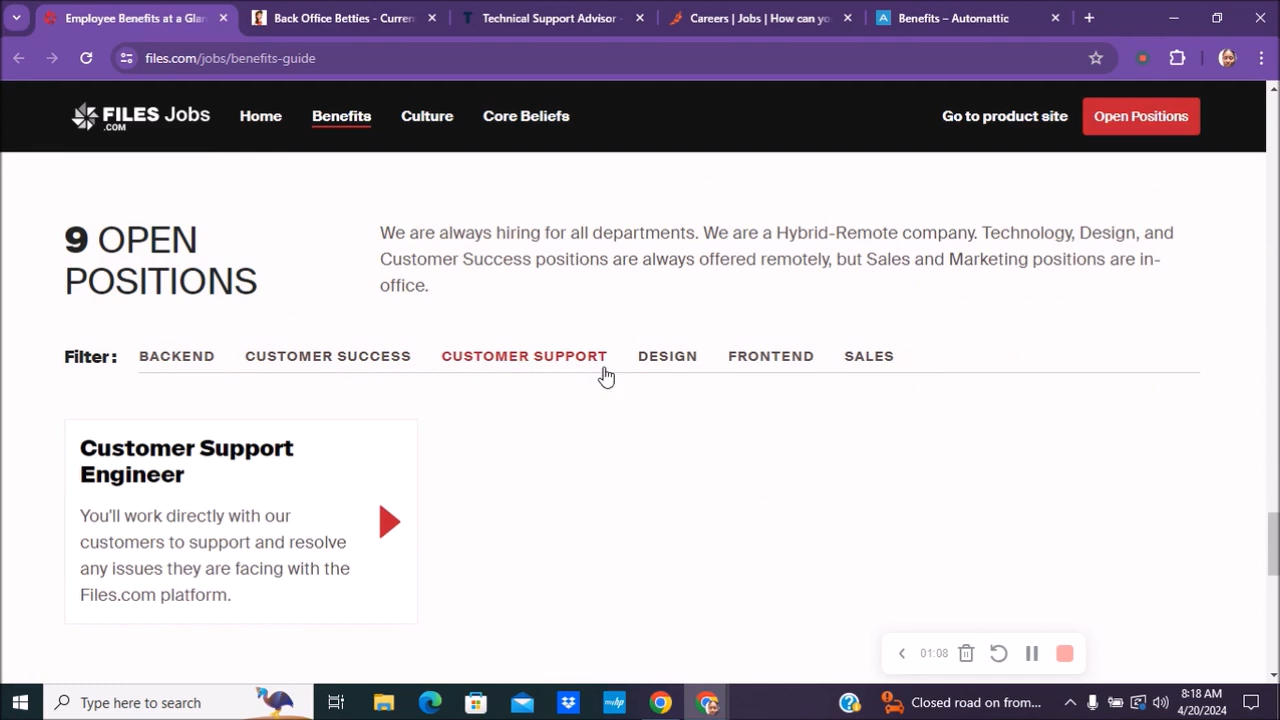 Employee Benefits at a Glan
Back Office Betties - Curren
Technical Support Advisor -
Careers | Jobs | How can yo
Benefits – Automattic
files.com/jobs/benefits-guide
FILES.COM Jobs
Home
Benefits
Culture
Core Beliefs
Go to product site
Open Positions
9 OPEN
POSITIONS
We are always hiring for all departments. We are a Hybrid-Remote company. Technology, Design, and
Customer Success positions are always offered remotely, but Sales and Marketing positions are in-
office.
Filter:
BACKEND
CUSTOMER SUCCESS
CUSTOMER SUPPORT
DESIGN
FRONTEND
SALES
Customer Support
Engineer
You'll work directly with our
customers to support and resolve
any issues they are facing with the
Files.com platform.
01:08
Type here to search
Closed road on from...
8:18 AM
4/20/2024